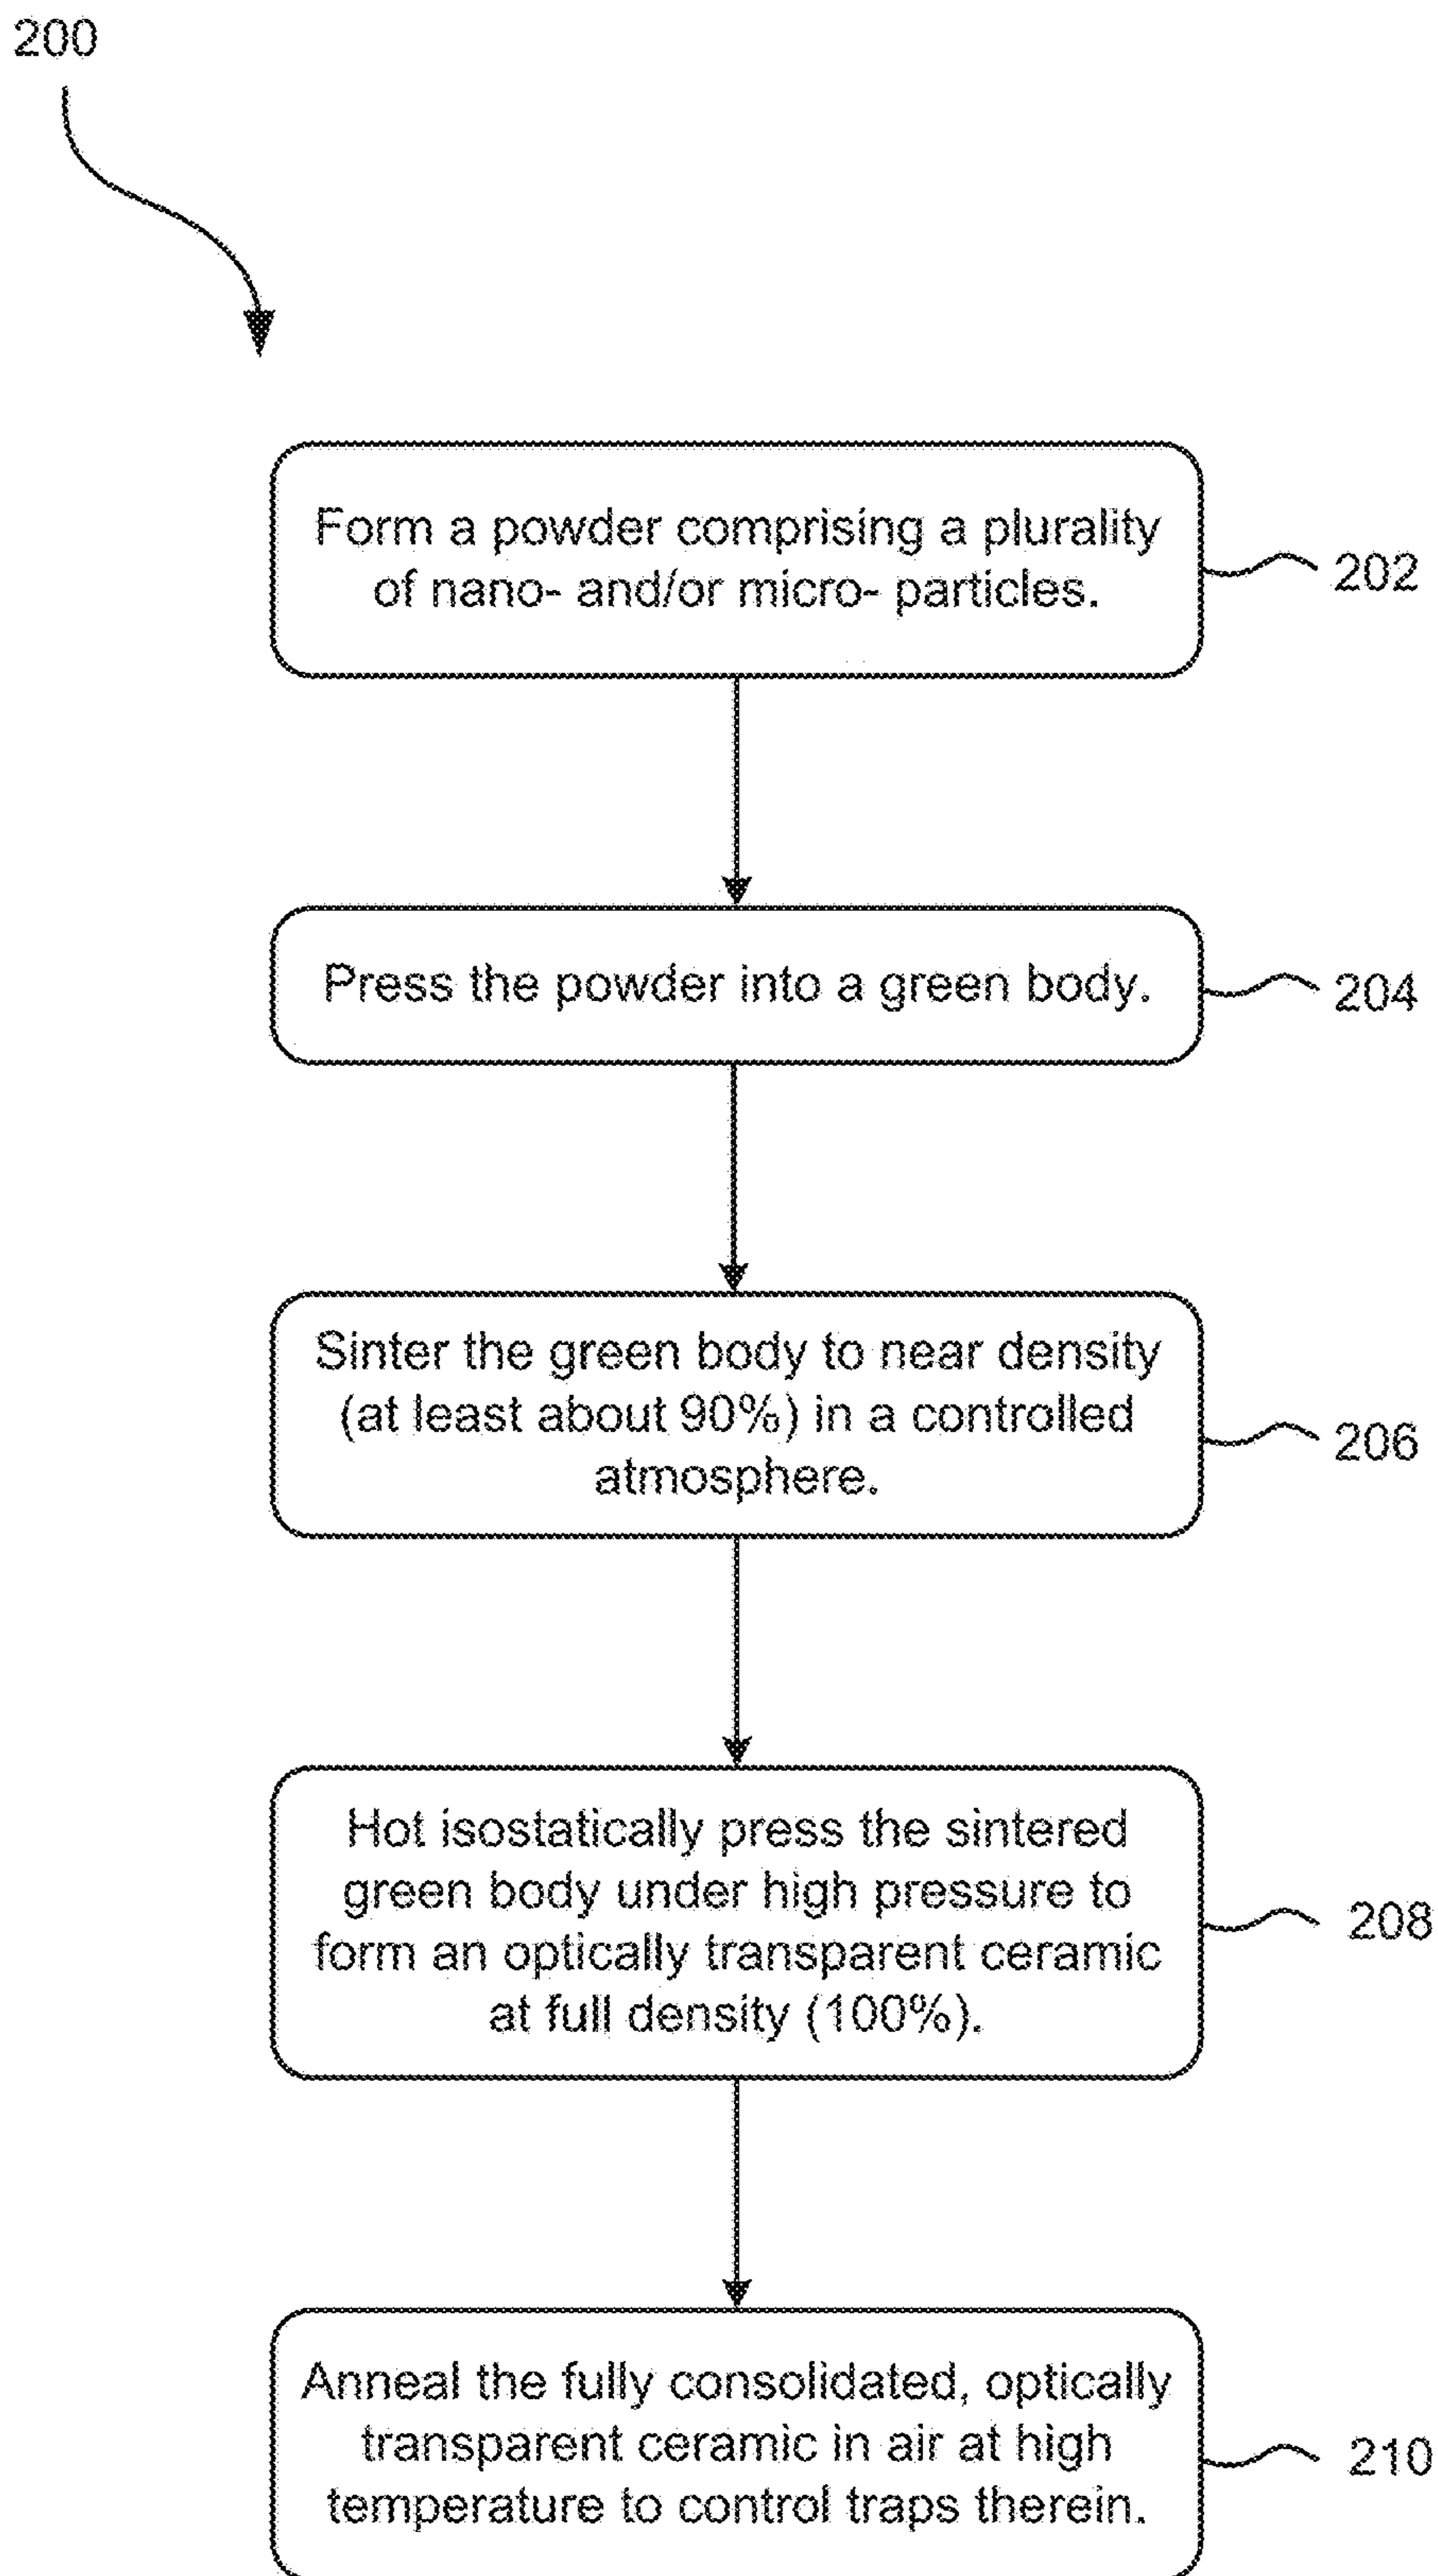 200
Form a powder comprising a plurality
of nano- and/or micro- particles.
202
Press the powder into a green body.
204
Sinter the green body to near density
(at least about 90%) in a controlled
atmosphere.
206
Hot isostatically press the sintered
green body under high pressure to
form an optically transparent ceramic
at full density (100%).
208
Anneal the fully consolidated, optically
transparent ceramic in air at high
temperature to control traps therein.
210